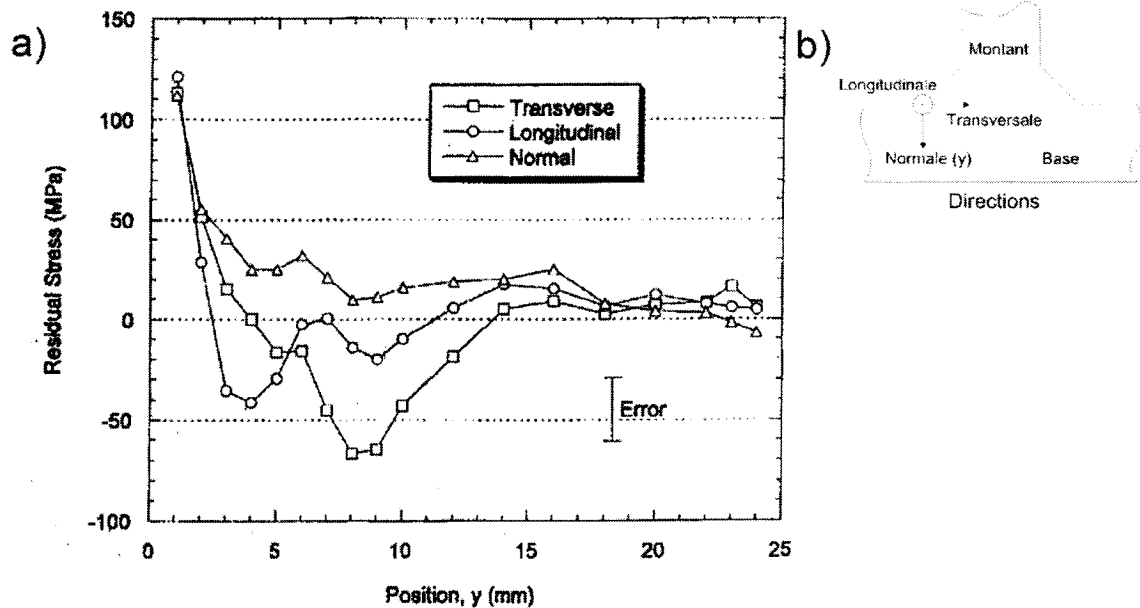 a)
150
100
50
0
-50
-100
Residual Stress (MPa)
Transverse
Longitudinal
Normal
Error
0 5 10 15 20 25
Position, y (mm)
b)
Montant
Longitudinale
Transversale
Normale (y) Base
Directions